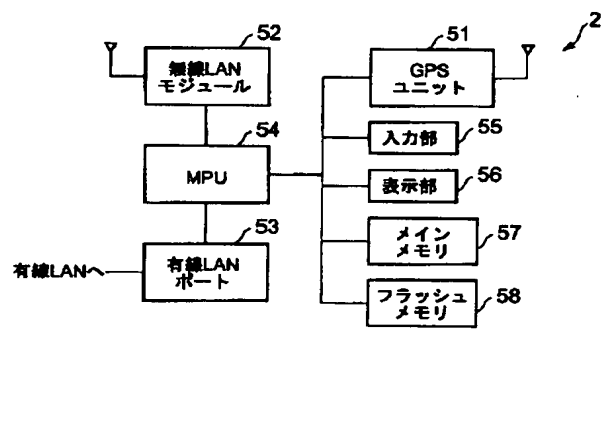 2
52
無線LAN
モジュール
51
GPS
ユニット
54
MPU
55
入力部
56
表示部
53
有線LANへ
有線LAN
ポート
57
メイン
メモリ
58
フラッシュ
メモリ